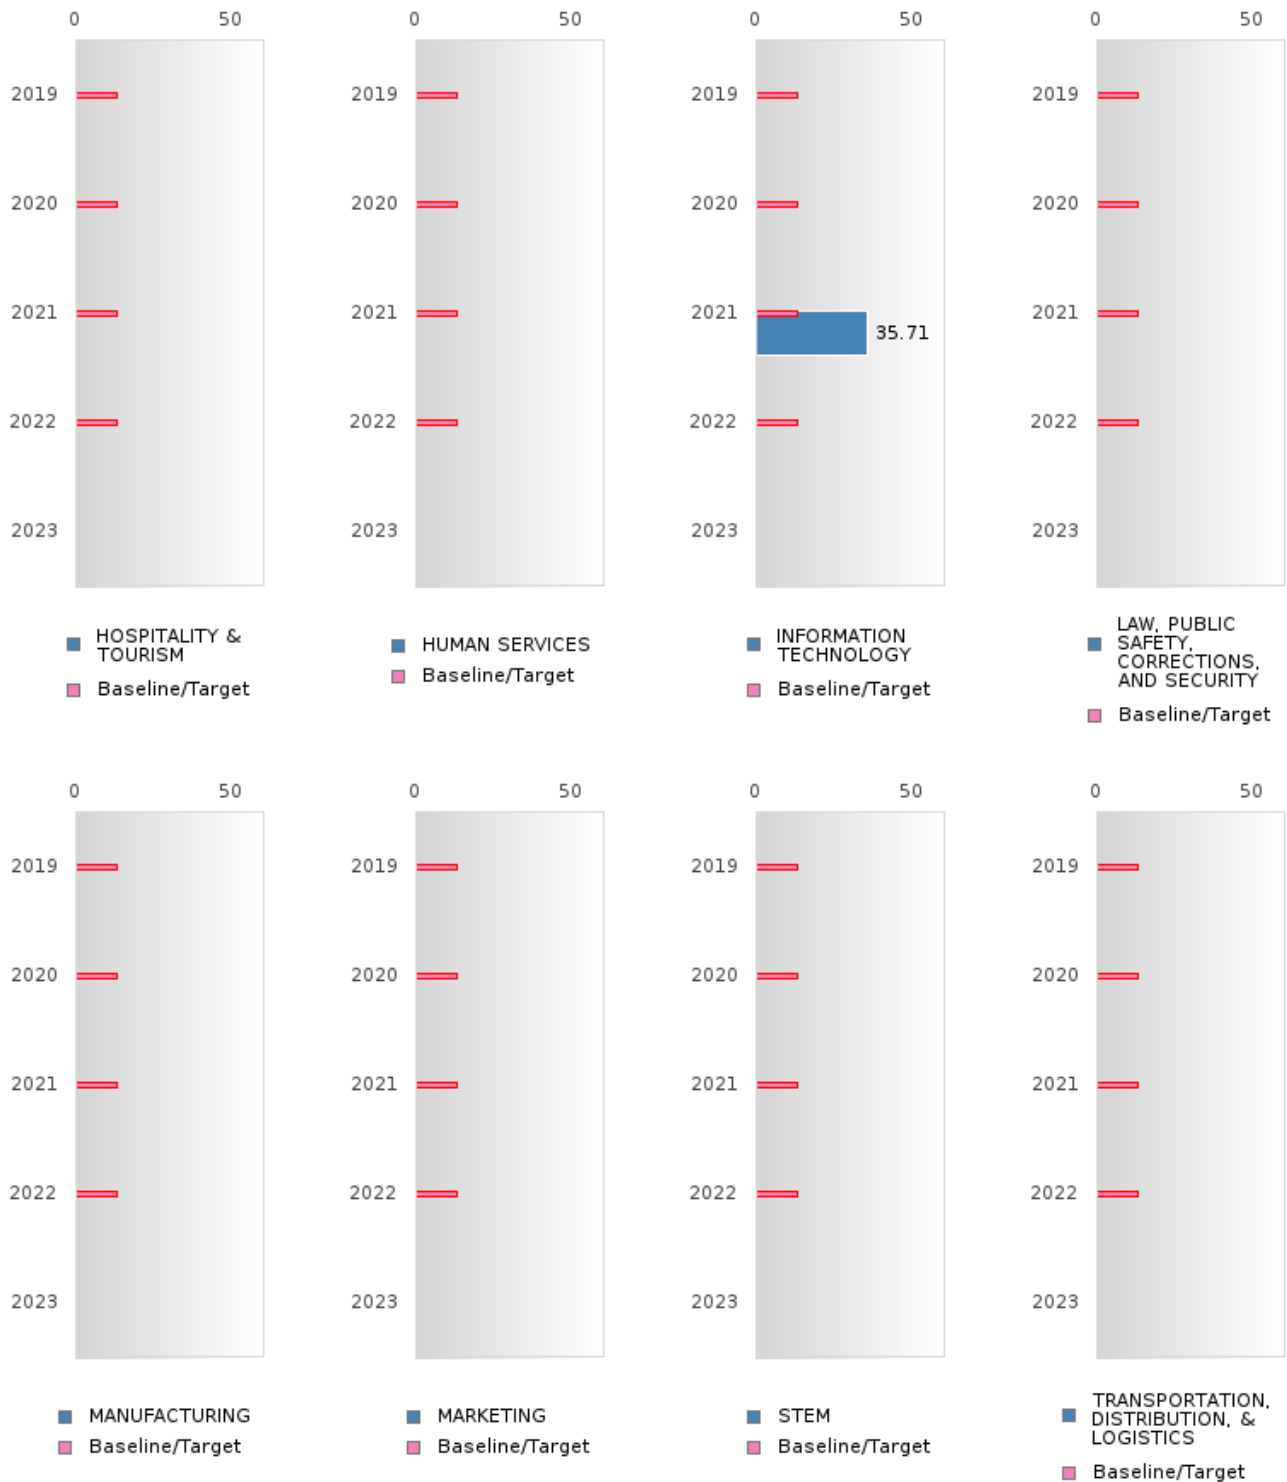 0 50
0 50
0 50
0 50
2019
2020
2021
2022
2023
2019
2020
2021
2022
2023
2019
2020
2021
35.71
2022
2023
2019
2020
2021
2022
2023
HOSPITALITY &
TOURISM
Baseline/Target
HUMAN SERVICES
Baseline/Target
INFORMATION
TECHNOLOGY
Baseline/Target
LAW, PUBLIC
SAFETY,
CORRECTIONS,
AND SECURITY
Baseline/Target
0 50
0 50
0 50
0 50
2019
2020
2021
2022
2023
2019
2020
2021
2022
2023
2019
2020
2021
2022
2023
2019
2020
2021
2022
2023
MANUFACTURING
Baseline/Target
MARKETING
Baseline/Target
STEM
Baseline/Target
TRANSPORTATION,
DISTRIBUTION, &
LOGISTICS
Baseline/Target